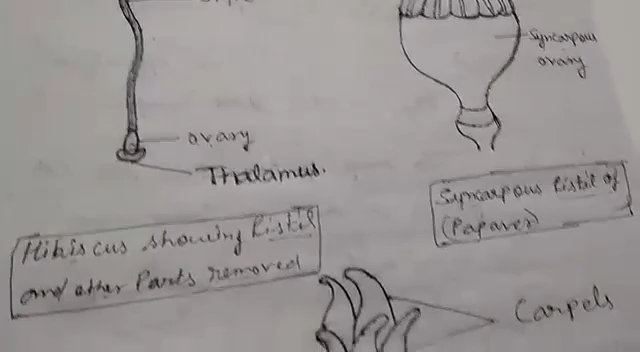 Syncarpous
ovary
ovary
Thalamus.
Hibiscus showing Pistil
and other Parts removed
Syncarpous Pistil of
(Papaver)
Carpels